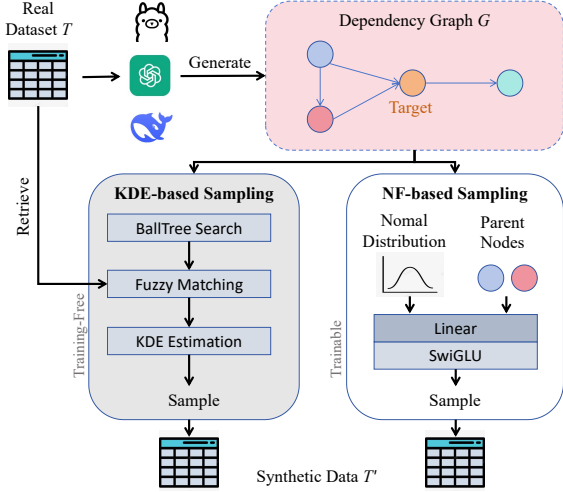 Real
Dataset T
Generate
Dependency Graph G
Target
Retrieve
KDE-based Sampling
BallTree Search
Fuzzy Matching
KDE Estimation
Sample
Training-Free
NF-based Sampling
Nomal
Distribution
Parent
Nodes
Linear
SwiGLU
Sample
Trainable
Synthetic Data T'